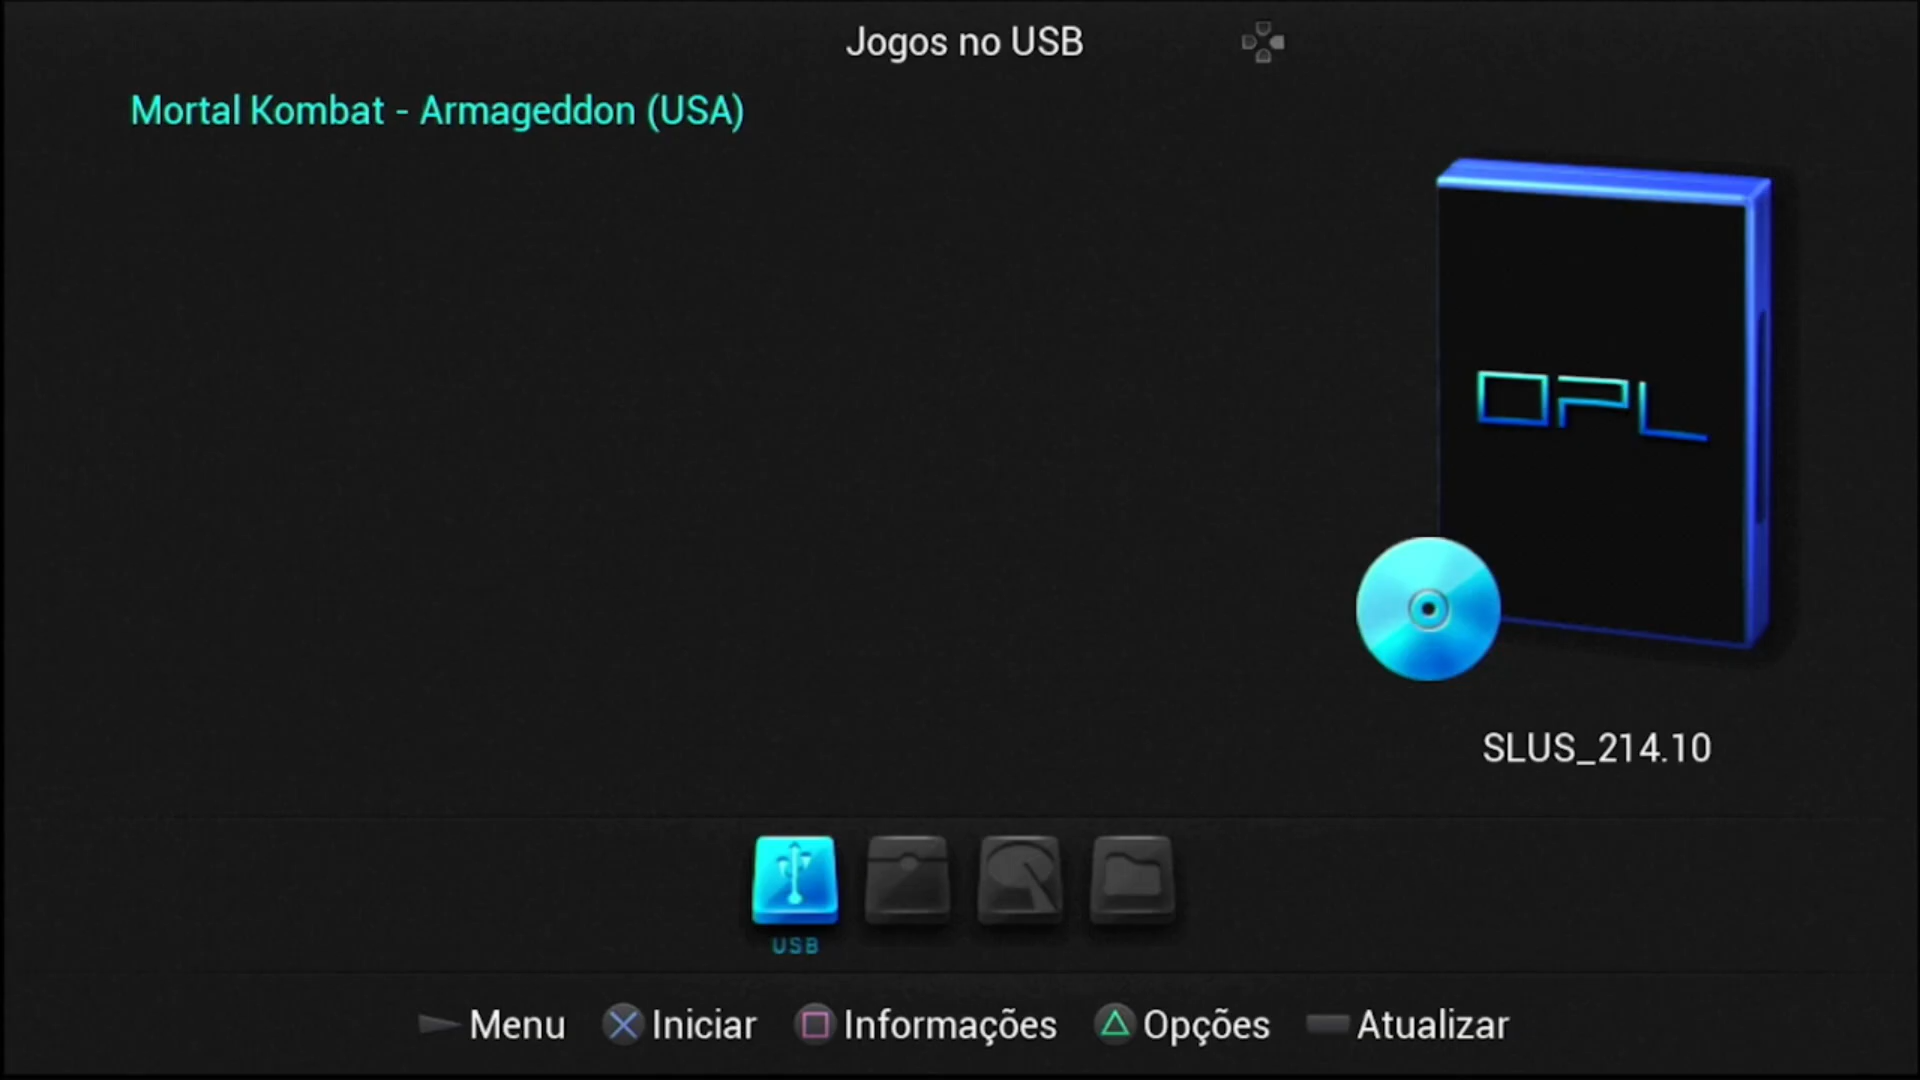 Jogos no USB
Mortal Kombat - Armageddon (USA)
OPL
SLUS_214.10
USB
Menu Iniciar Informações Opções Atualizar